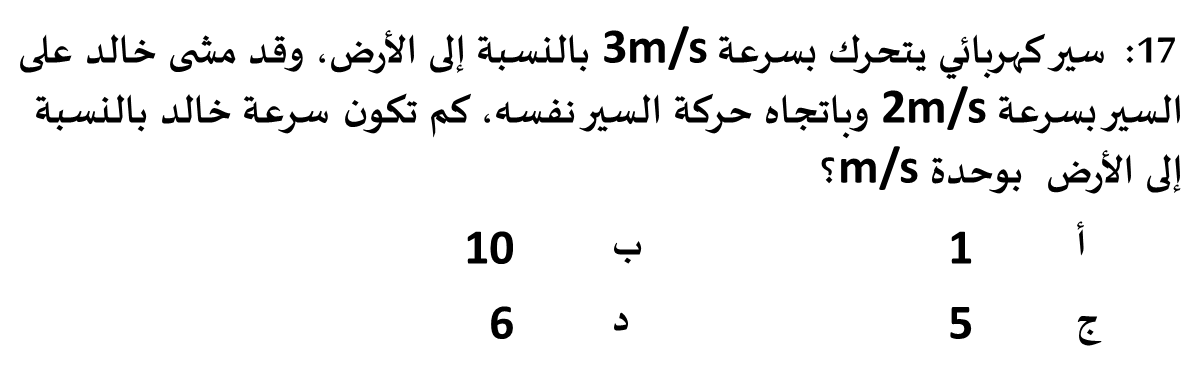 17: سير كهربائي يتحرك بسرعة 3m/s بالنسبة إلى الأرض، وقد مشى خالد على
السير بسرعة 2m/s وباتجاه حركة السير نفسه، كم تكون سرعة خالد بالنسبة
إلى الأرض بوحدة m/s؟
أ 1 ب 10
ج 5 د 6